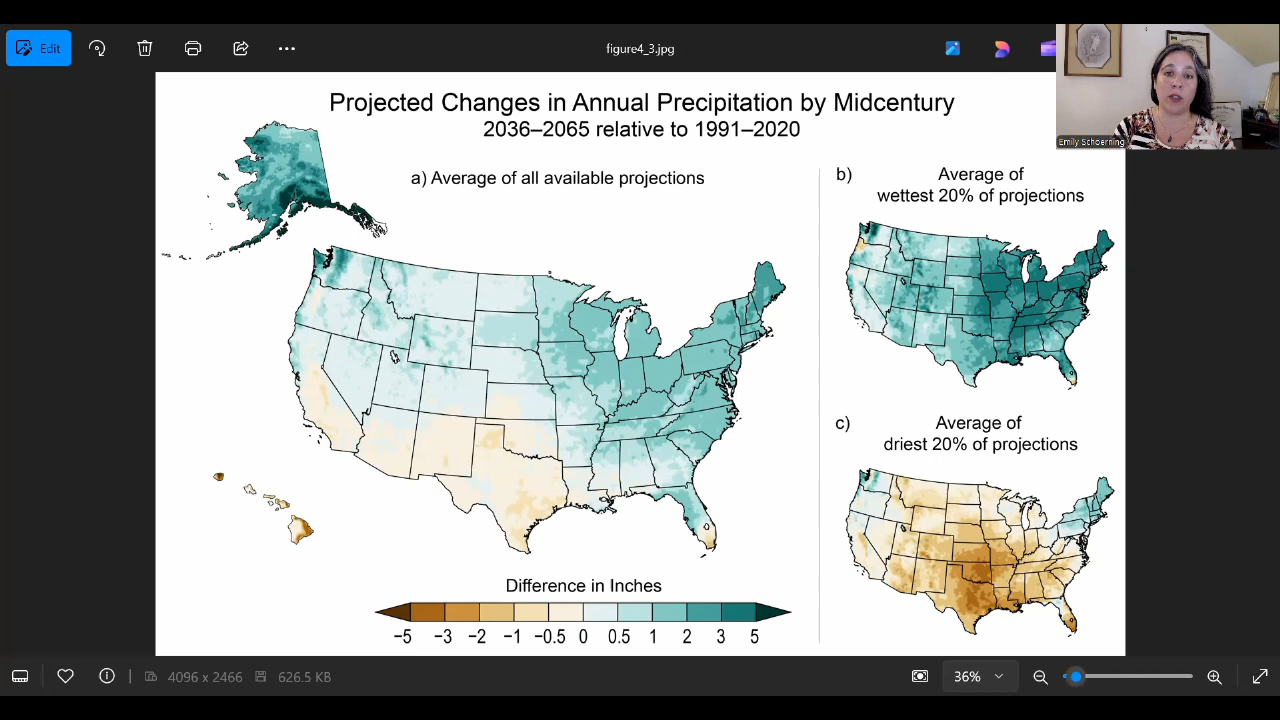 Edit
figure4_3.jpg
Emily Schoerning
Projected Changes in Annual Precipitation by Midcentury
2036–2065 relative to 1991–2020
a) Average of all available projections
b) Average of
wettest 20% of projections
c) Average of
driest 20% of projections
Difference in Inches
−5 −3 −2 −1 −0.5 0 0.5 1 2 3 5
4096 x 2466 626.5 KB 36%